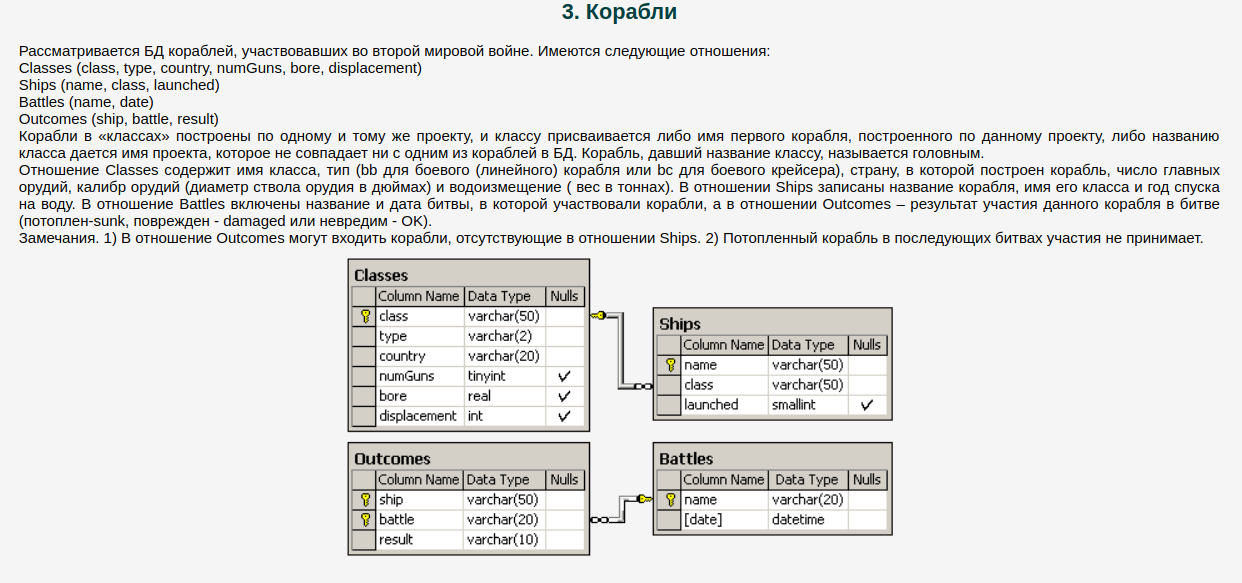 3. Корабли
Рассматривается БД кораблей, участвовавших во второй мировой войне. Имеются следующие отношения:
Classes (class, type, country, numGuns, bore, displacement)
Ships (name, class, launched)
Battles (name, date)
Outcomes (ship, battle, result)
Корабли в «классах» построены по одному и тому же проекту, и классу присваивается либо имя первого корабля, построенного по данному проекту, либо названию
класса дается имя проекта, которое не совпадает ни с одним из кораблей в БД. Корабль, давший название классу, называется головным.
Отношение Classes содержит имя класса, тип (bb для боевого (линейного) корабля или bc для боевого крейсера), страну, в которой построен корабль, число главных
орудий, калибр орудий (диаметр ствола орудия в дюймах) и водоизмещение ( вес в тоннах). В отношении Ships записаны название корабля, имя его класса и год спуска
на воду. В отношение Battles включены название и дата битвы, в которой участвовали корабли, а в отношении Outcomes – результат участия данного корабля в битве
(потоплен-sunk, поврежден - damaged или невредим - OK).
Замечания. 1) В отношение Outcomes могут входить корабли, отсутствующие в отношении Ships. 2) Потопленный корабль в последующих битвах участия не принимает.
Classes
Column Name Data Type Nulls
class varchar(50)
type varchar(2)
country varchar(20)
numGuns tinyint
bore real
displacement int
Ships
Column Name Data Type Nulls
name varchar(50)
class varchar(50)
launched smallint
Outcomes
Column Name Data Type Nulls
ship varchar(50)
battle varchar(20)
result varchar(10)
Battles
Column Name Data Type Nulls
name varchar(20)
[date] datetime